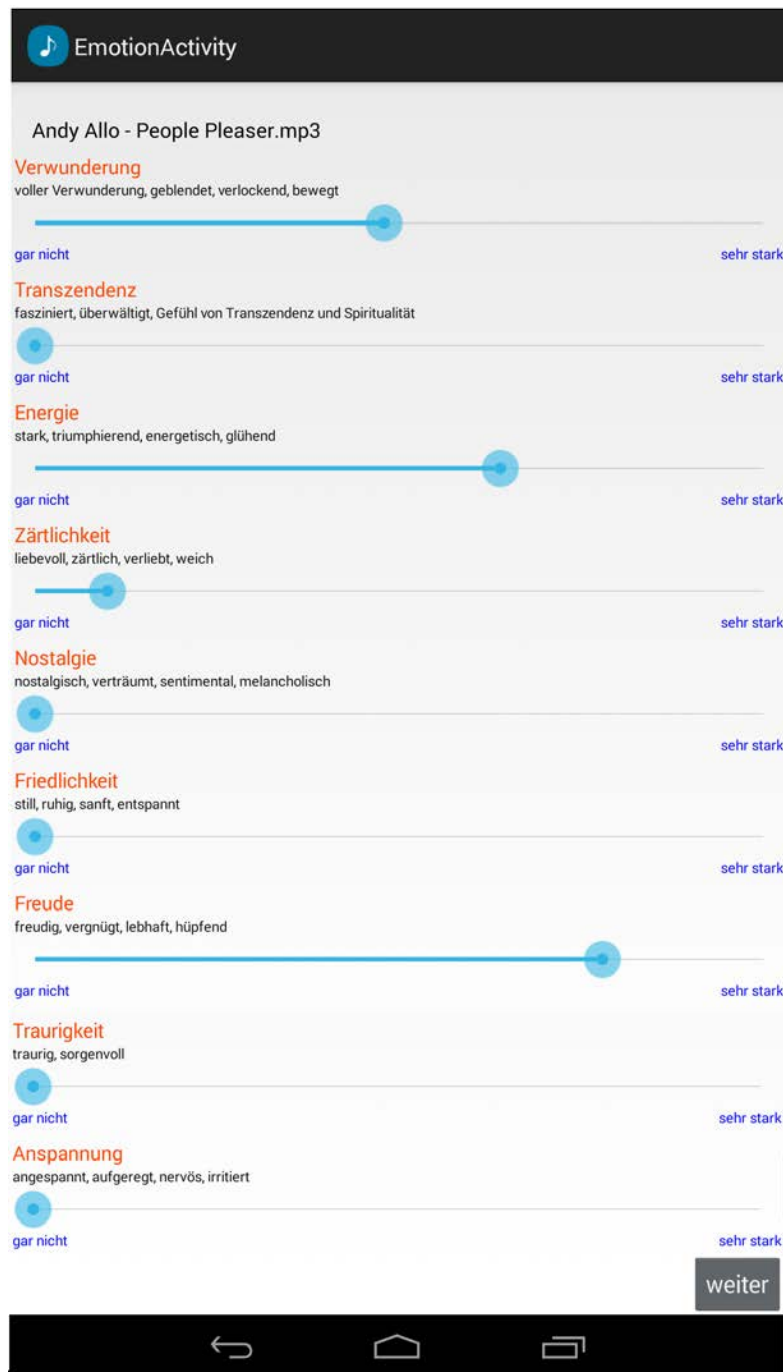 EmotionActivity
Andy Allo - People Pleaser.mp3
Verwunderung
voller Verwunderung, geblendet, verlockend, bewegt
gar nicht sehr stark
Transzendenz
fasziniert, überwältigt, Gefühl von Transzendenz und Spiritualität
gar nicht sehr stark
Energie
stark, triumphierend, energetisch, glühend
gar nicht sehr stark
Zärtlichkeit
liebevoll, zärtlich, verliebt, weich
gar nicht sehr stark
Nostalgie
nostalgisch, verträumt, sentimental, melancholisch
gar nicht sehr stark
Friedlichkeit
still, ruhig, sanft, entspannt
gar nicht sehr stark
Freude
freudig, vergnügt, lebhaft, hüpfend
gar nicht sehr stark
Traurigkeit
traurig, sorgenvoll
gar nicht sehr stark
Anspannung
angespannt, aufgeregt, nervös, irritiert
gar nicht sehr stark
weiter